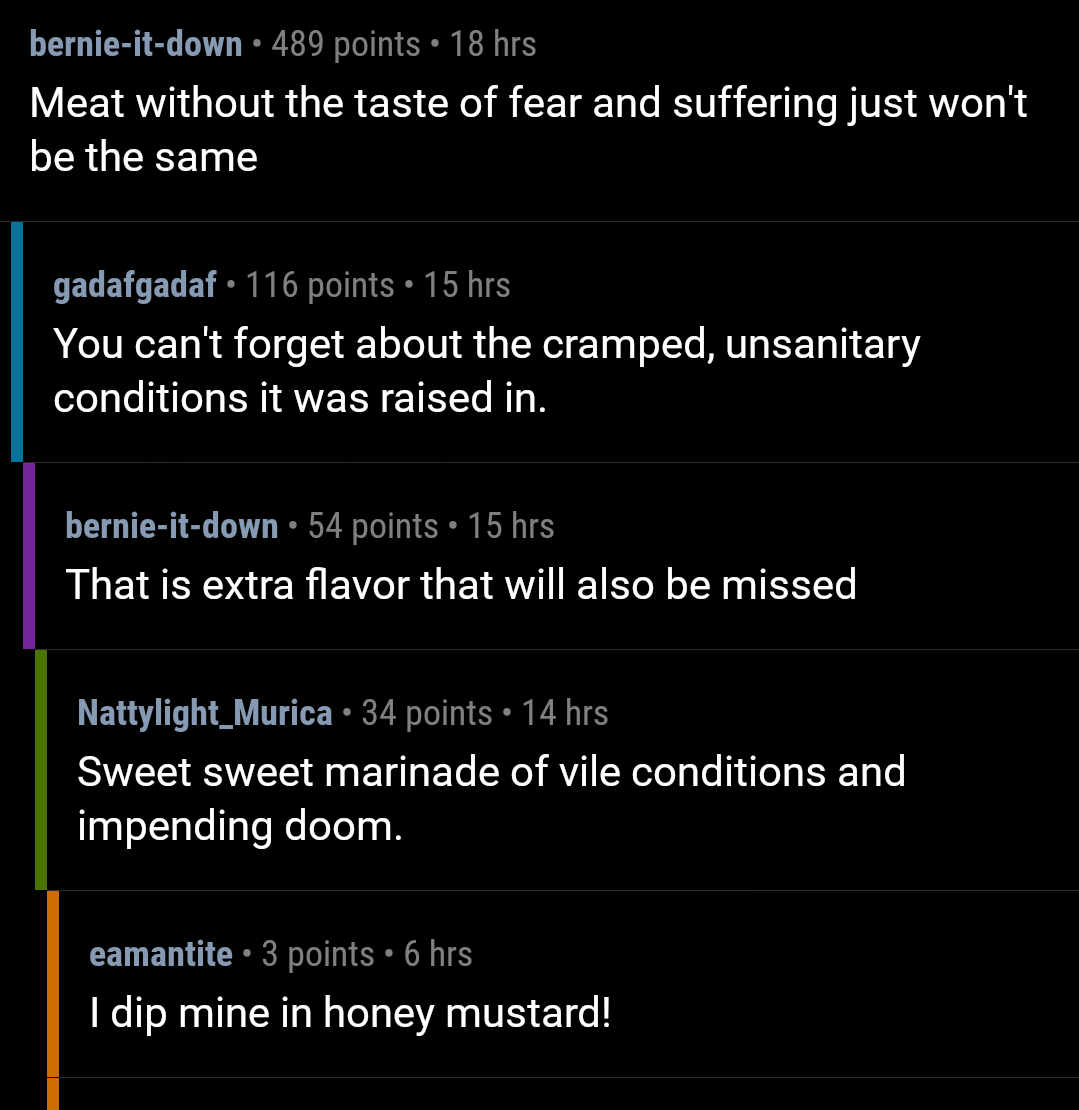 bernie-it-down • 489 points • 18 hrs
Meat without the taste of fear and suffering just won't
be the same
gadafgadaf • 116 points • 15 hrs
You can't forget about the cramped, unsanitary
conditions it was raised in.
bernie-it-down • 54 points • 15 hrs
That is extra flavor that will also be missed
Nattylight_Murica • 34 points • 14 hrs
Sweet sweet marinade of vile conditions and
impending doom.
eamantite • 3 points • 6 hrs
I dip mine in honey mustard!